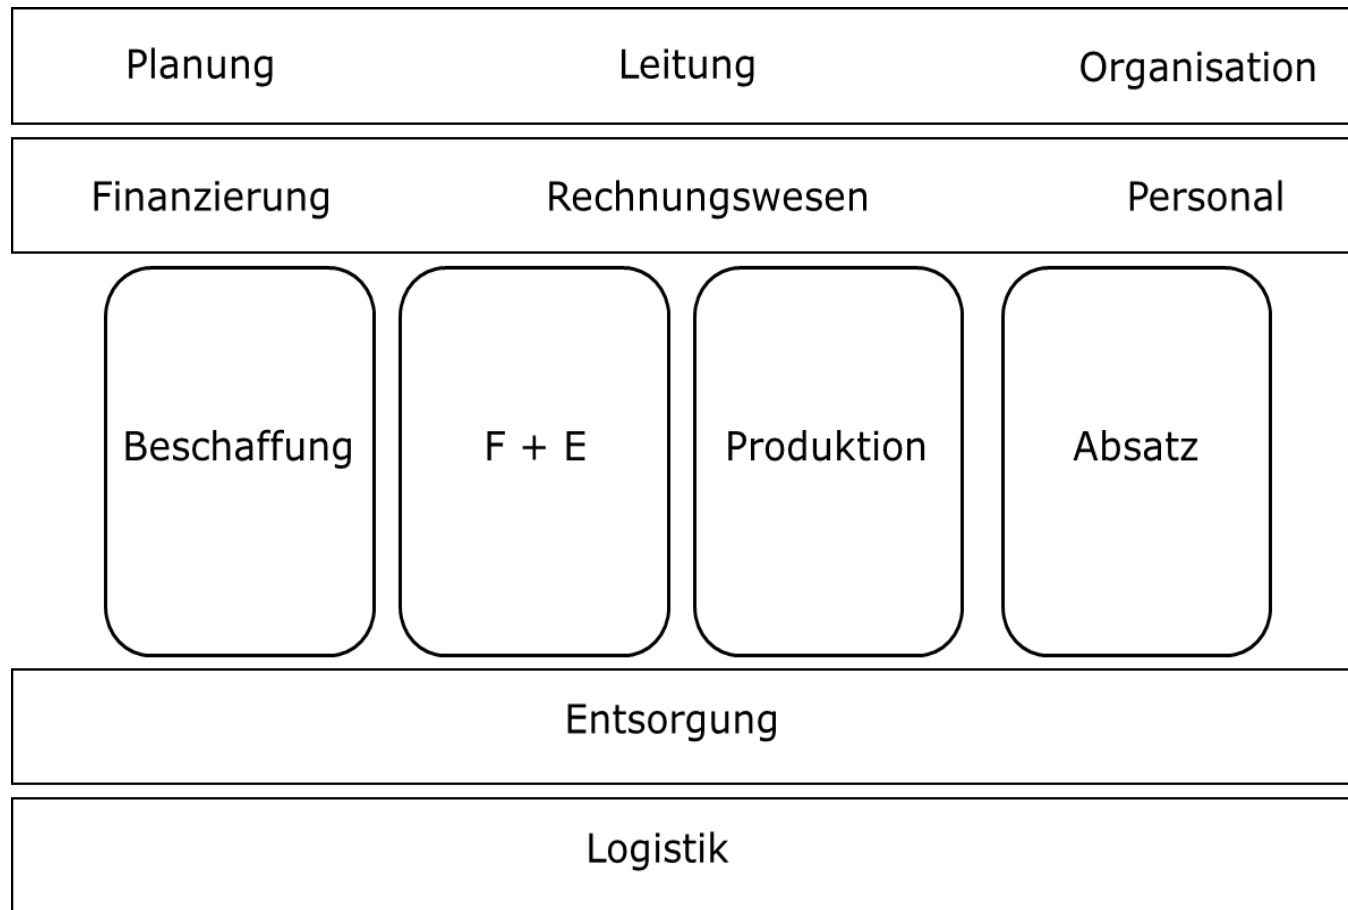 Planung Leitung Organisation
Finanzierung Rechnungswesen Personal
Beschaffung F + E Produktion Absatz
Entsorgung
Logistik